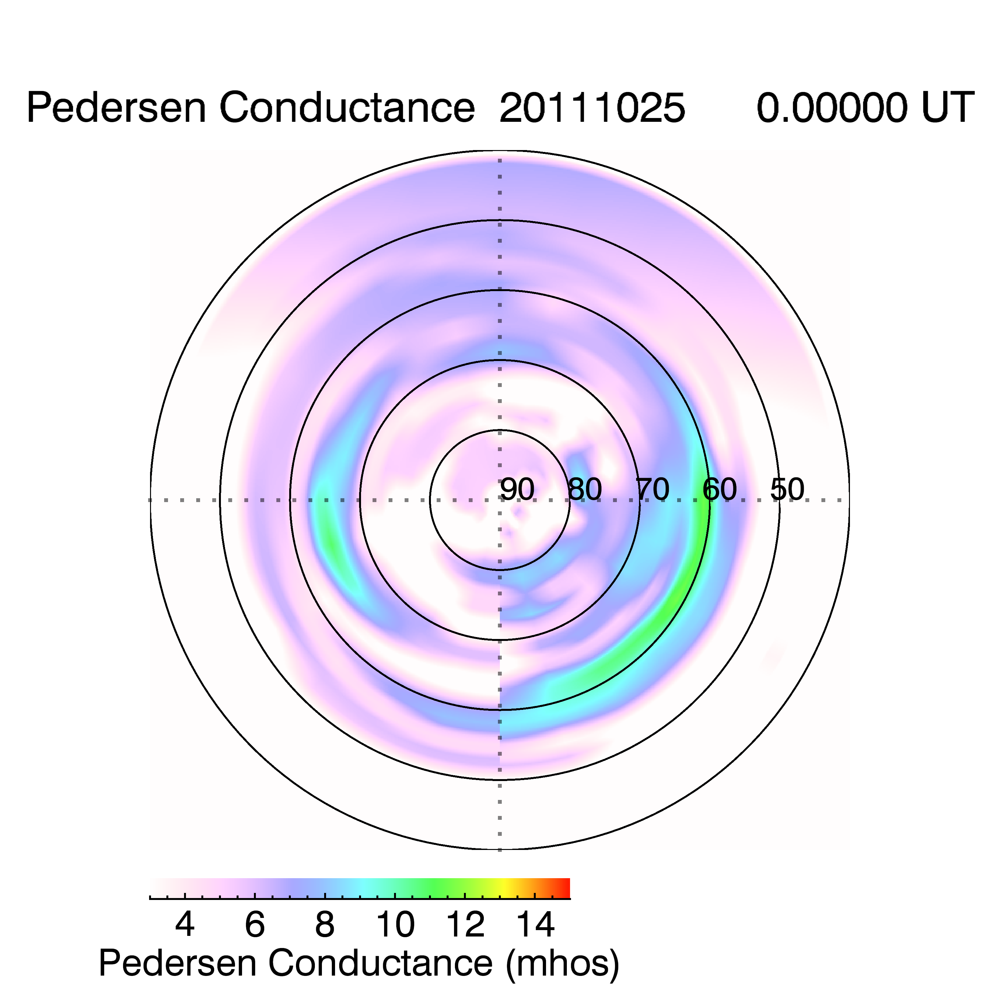 Pedersen Conductance 20111025 0.00000 UT
90 80 70 60 50
4 6 8 10 12 14
Pedersen Conductance (mhos)